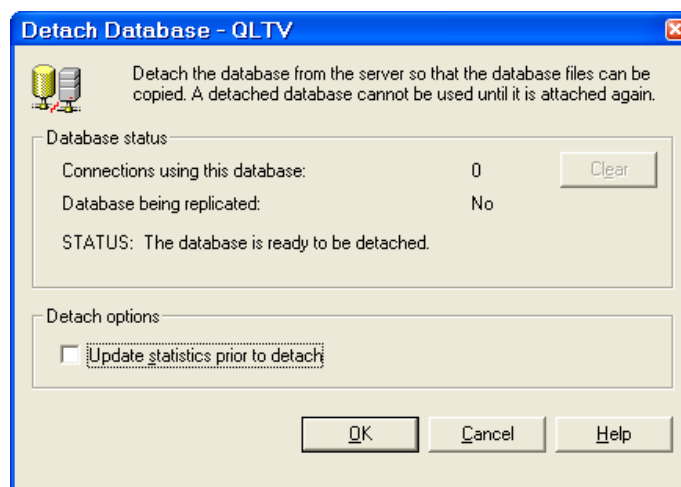 Detach Database - QLTV
Detach the database from the server so that the database files can be
copied. A detached database cannot be used until it is attached again.
Database status
Connections using this database: 0 Clear
Database being replicated: No
STATUS: The database is ready to be detached.
Detach options
Update statistics prior to detach
OK Cancel Help